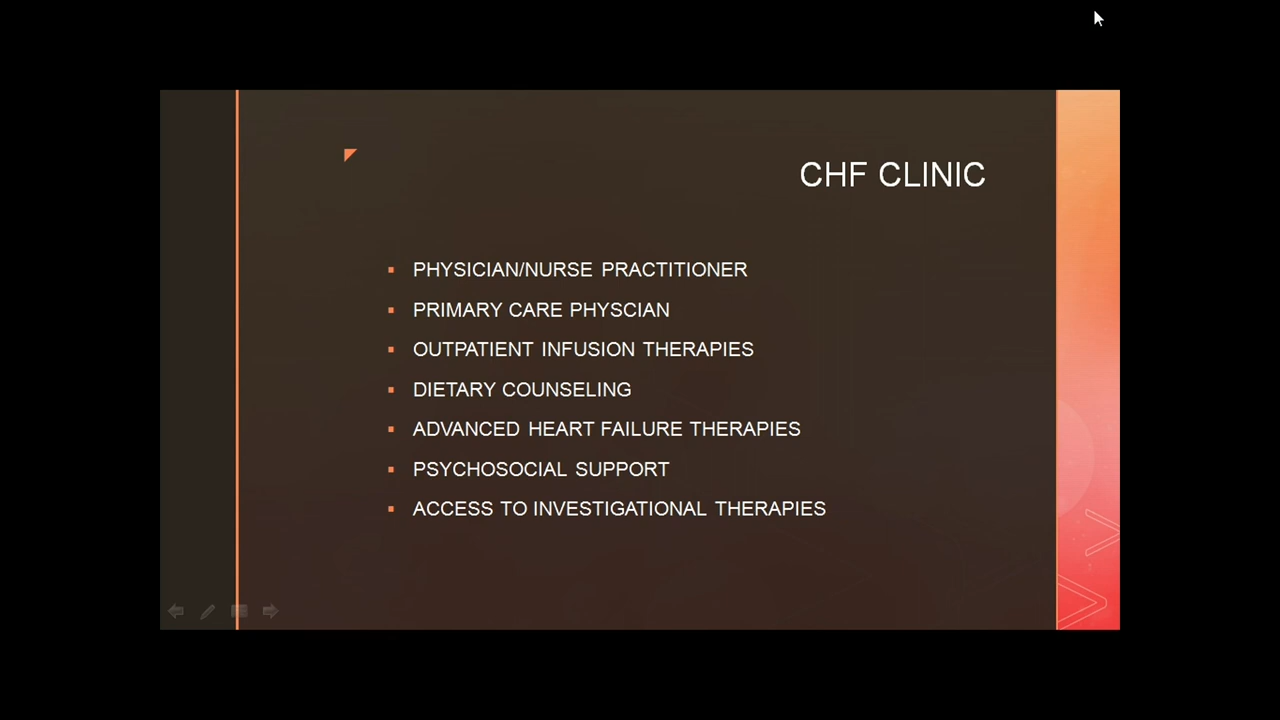 CHF CLINIC
PHYSICIAN/NURSE PRACTITIONER
PRIMARY CARE PHYSCIAN
OUTPATIENT INFUSION THERAPIES
DIETARY COUNSELING
ADVANCED HEART FAILURE THERAPIES
PSYCHOSOCIAL SUPPORT
ACCESS TO INVESTIGATIONAL THERAPIES